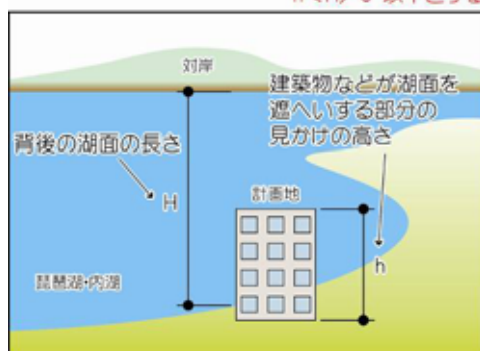 対岸
建築物などが湖面を
遮へいする部分の
見かけの高さ
背後の湖面の長さ
H
計画地
h
琵琶湖・内湖